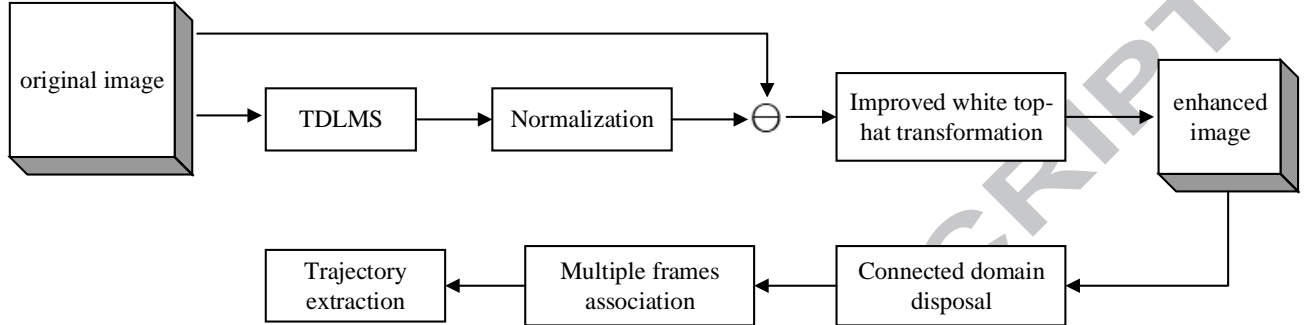 original image
TDLMS
Normalization
Improved white top-
hat transformation
enhanced
image
Trajectory
extraction
Multiple frames
association
Connected domain
disposal
CRIPT